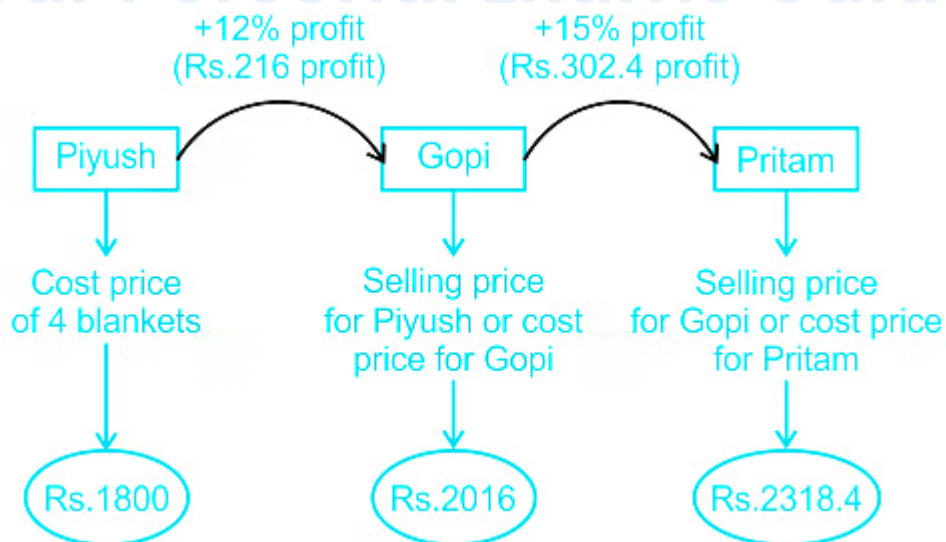 +12% profit
(Rs.216 profit)
+15% profit
(Rs.302.4 profit)
Piyush
Gopi
Pritam
Cost price
of 4 blankets
Selling price
for Piyush or cost
price for Gopi
Selling price
for Gopi or cost price
for Pritam
Rs.1800
Rs.2016
Rs.2318.4